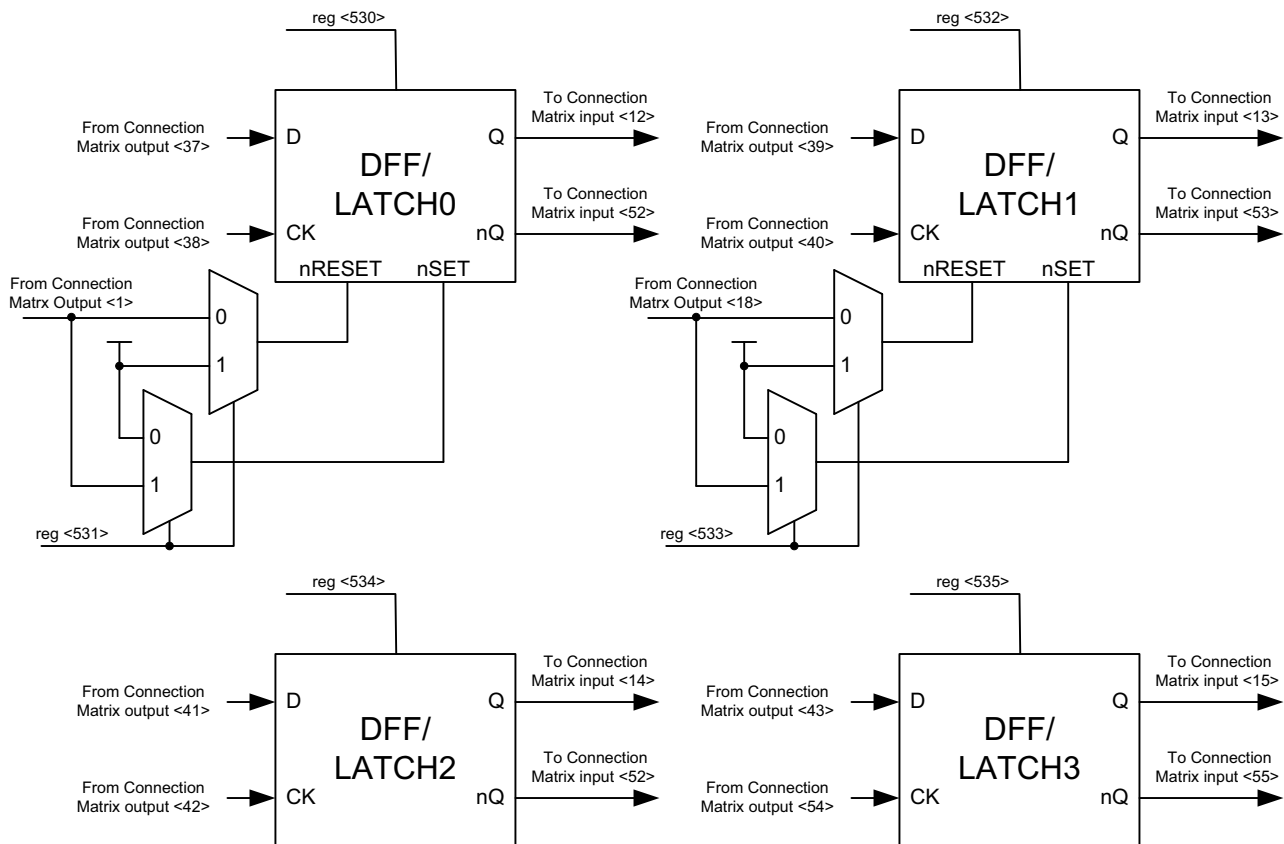 reg <530>
From Connection
Matrix output <37>
D
DFF/
LATCH0
Q
To Connection
Matrix input <12>
From Connection
Matrix output <38>
CK
nQ
To Connection
Matrix input <52>
nRESET
nSET
From Connection
Matrx Output <1>
0
1
0
1
reg <531>
reg <532>
From Connection
Matrix output <39>
D
DFF/
LATCH1
Q
To Connection
Matrix input <13>
From Connection
Matrix output <40>
CK
nQ
To Connection
Matrix input <53>
nRESET
nSET
From Connection
Matrx Output <18>
0
1
0
1
reg <533>
reg <534>
From Connection
Matrix output <41>
D
DFF/
LATCH2
Q
To Connection
Matrix input <14>
From Connection
Matrix output <42>
CK
nQ
To Connection
Matrix input <52>
reg <535>
From Connection
Matrix output <43>
D
DFF/
LATCH3
Q
To Connection
Matrix input <15>
From Connection
Matrix output <54>
CK
nQ
To Connection
Matrix input <55>